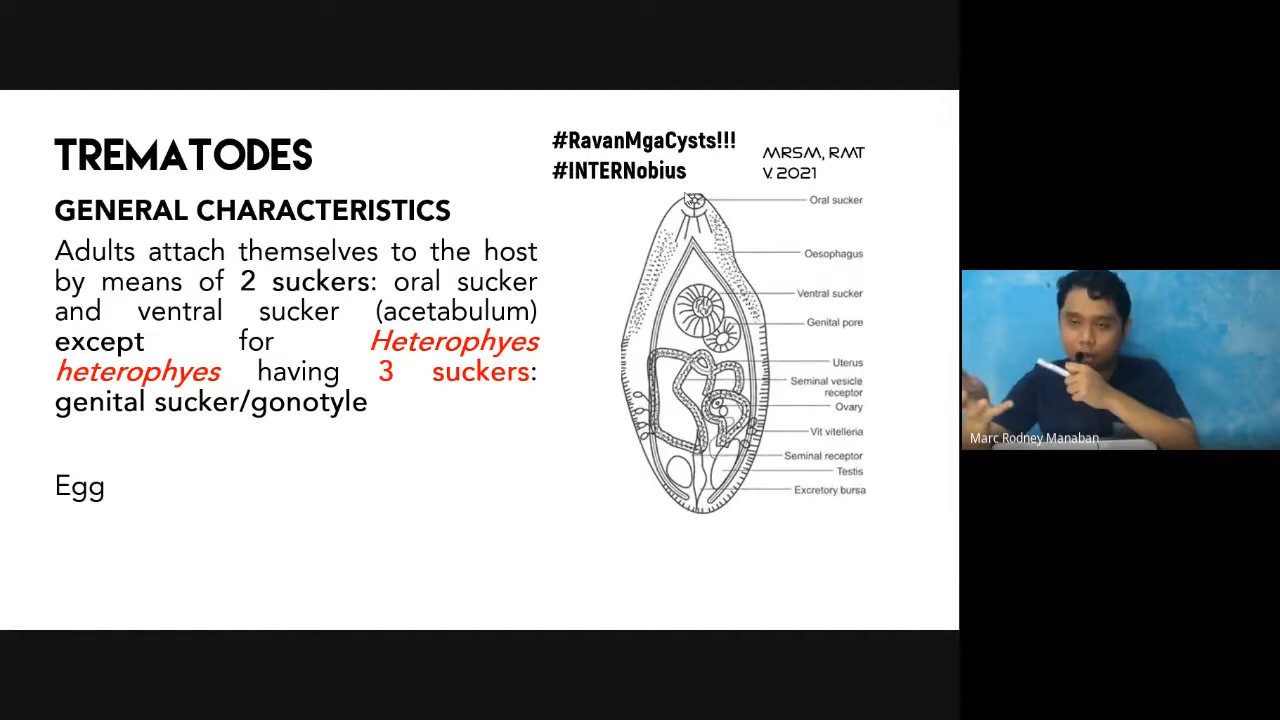 TREMATODES
#RavanMgaCysts!!!
#INTERNobius
MRSM, RMT
V. 2021
GENERAL CHARACTERISTICS
Adults attach themselves to the host
by means of 2 suckers: oral sucker
and ventral sucker (acetabulum)
except for Heterophyes
heterophyes having 3 suckers:
genital sucker/gonotyle
Egg
Oral sucker
Oesophagus
Ventral sucker
Genital pore
Uterus
Seminal vesicle
receptor
Ovary
Vit vitelleria
Seminal receptor
Testis
Excretory bursa
Marc Rodney Manaban